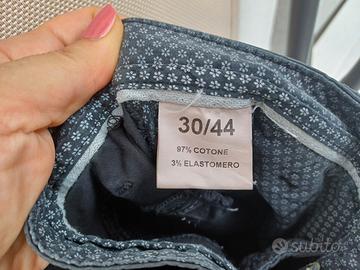 30/44
97% COTONE
3% ELASTOMERO
subito